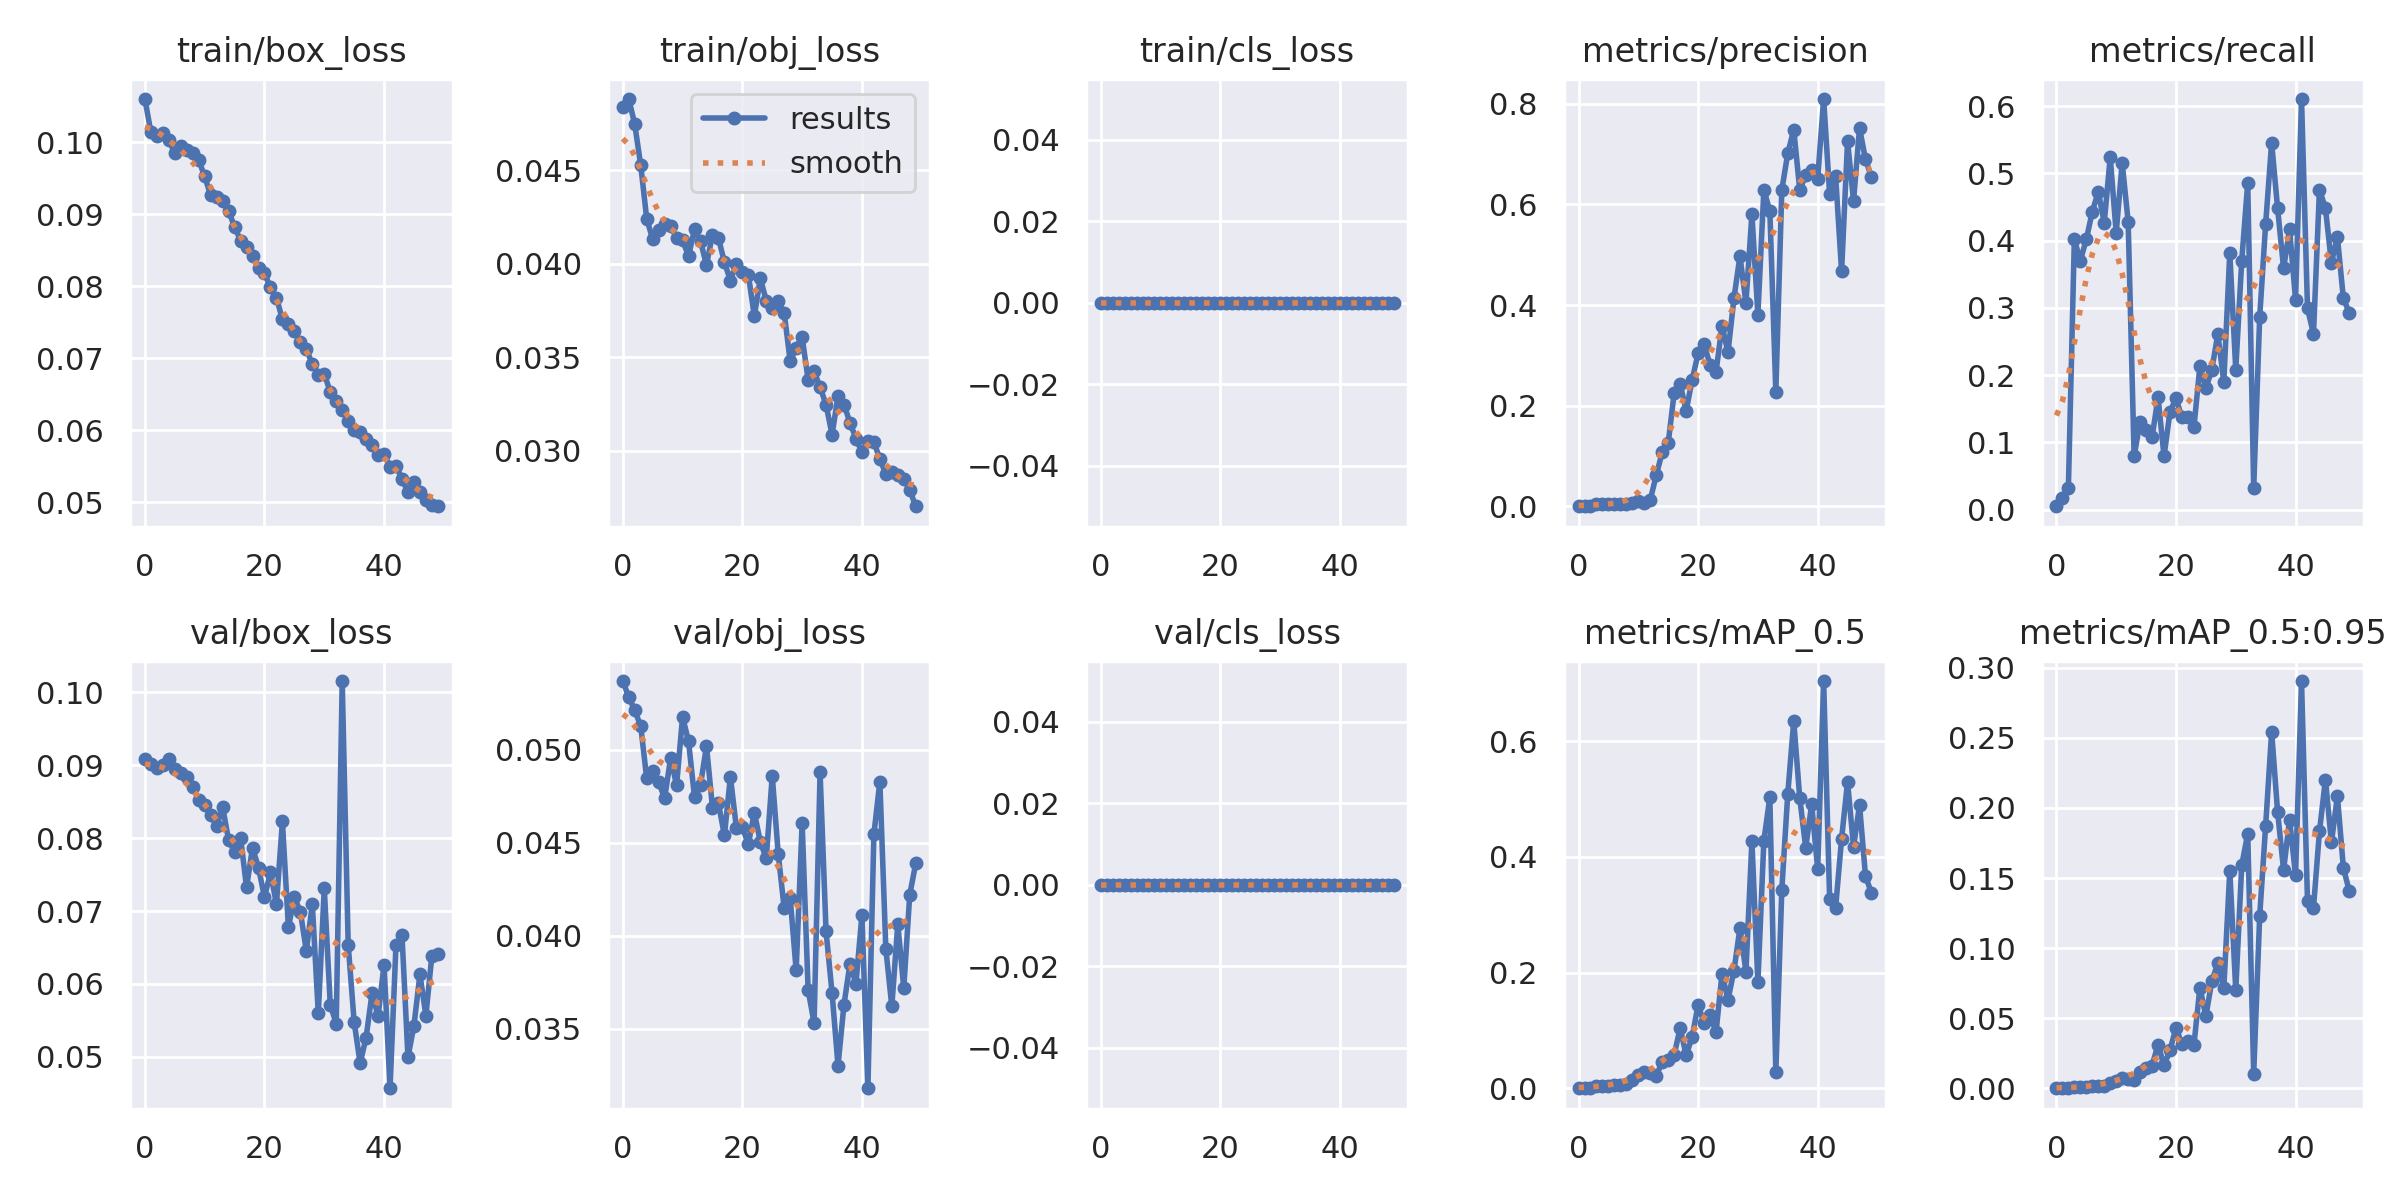 train/box_loss
0.10
0.09
0.08
0.07
0.06
0.05
0 20 40
train/obj_loss
results
smooth
0.045
0.040
0.035
0.030
0 20 40
train/cls_loss
0.04
0.02
0.00
−0.02
−0.04
0 20 40
metrics/precision
0.8
0.6
0.4
0.2
0.0
0 20 40
metrics/recall
0.6
0.5
0.4
0.3
0.2
0.1
0.0
0 20 40
val/box_loss
0.10
0.09
0.08
0.07
0.06
0.05
0 20 40
val/obj_loss
0.050
0.045
0.040
0.035
0 20 40
val/cls_loss
0.04
0.02
0.00
−0.02
−0.04
0 20 40
metrics/mAP_0.5
0.6
0.4
0.2
0.0
0 20 40
metrics/mAP_0.5:0.95
0.30
0.25
0.20
0.15
0.10
0.05
0.00
0 20 40